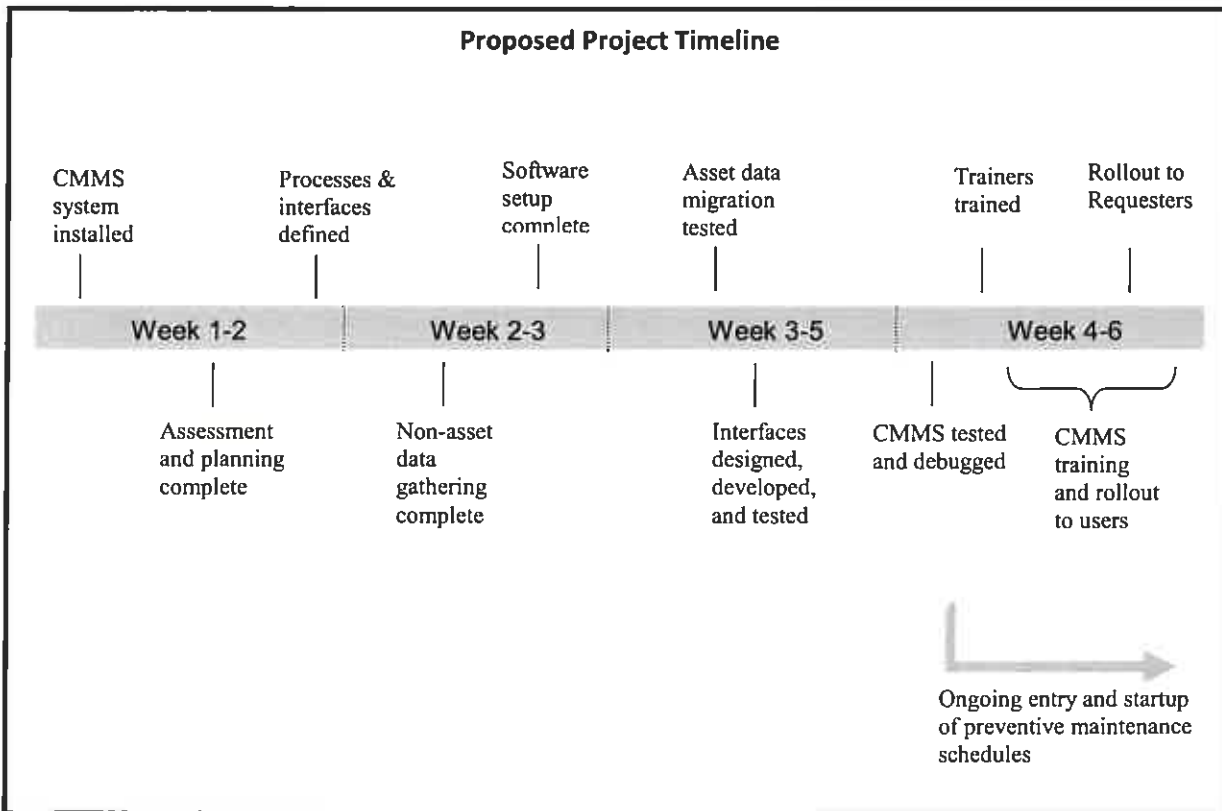 Proposed Project Timeline
CMMS
system
installed
Processes &
interfaces
defined
Software
setup
complete
Asset data
migration
tested
Trainers
trained
Rollout to
Requesters
Week 1-2
Week 2-3
Week 3-5
Week 4-6
Assessment
and planning
complete
Non-asset
data
gathering
complete
Interfaces
designed,
developed,
and tested
CMMS tested
and debugged
CMMS
training
and rollout
to users
Ongoing entry and startup
of preventive maintenance
schedules